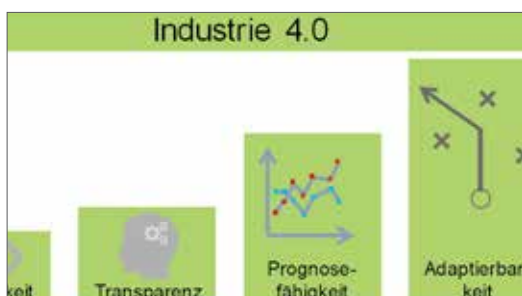 Industrie 4.0
keit
Transparenz
Prognose-
fähigkeit
Adaptierbar
keit